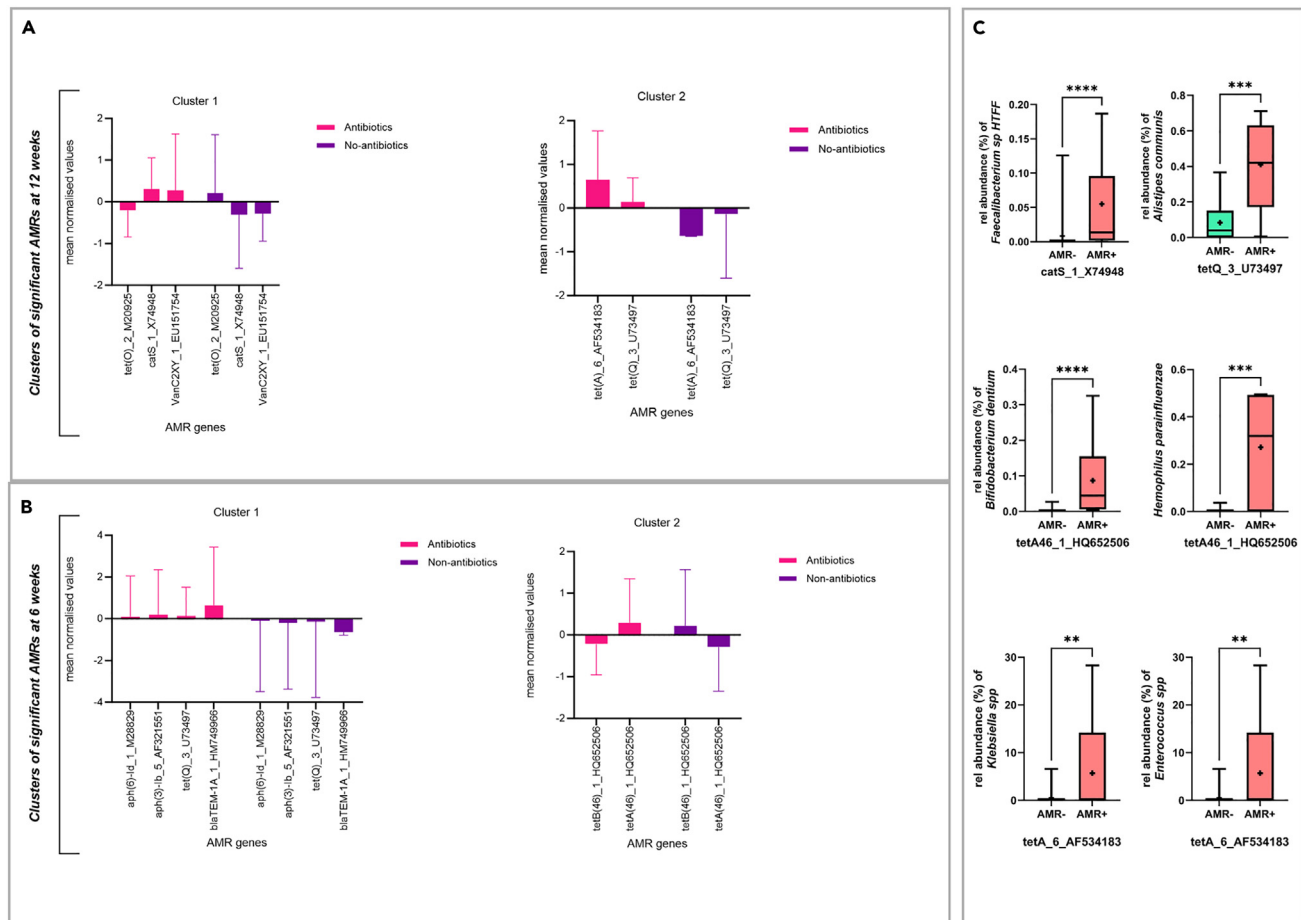 A
Clusters of significant AMRs at 12 weeks
Cluster 1
Antibiotics
No-antibiotics
mean normalised values
4
2
0
-1
-2
tet(O)_2_M20925
catS_1_X74948
VanC2XY_1_EU151754
tet(O)_2_M20925
catS_1_X74948
VanC2XY_1_EU151754
AMR genes
Cluster 2
Antibiotics
No-antibiotics
mean normalised values
2
1
0
-1
-2
tet(A)_6_AF534183
tet(Q)_3_U73497
tet(A)_6_AF534183
tet(Q)_3_U73497
AMR genes
B
Clusters of significant AMRs at 6 weeks
Cluster 1
Antibiotics
Non-antibiotics
mean normalised values
4
2
0
-2
-4
aph(6)-Id_1_M28829
aph(3)-Ib_5_AF321551
tet(Q)_3_U73497
blaTEM-1A_1_HM749966
aph(6)-Id_1_M28829
aph(3)-Ib_5_AF321551
tet(Q)_3_U73497
blaTEM-1A_1_HM749966
AMR genes
Cluster 2
Antibiotics
Non-antibiotics
mean normalised values
2
1
0
-1
-2
tetB(46)_1_HQ652506
tetA(46)_1_HQ652506
tetB(46)_1_HQ652506
tetA(46)_1_HQ652506
AMR genes
C
rel abundance (%) of
Faecalibacterium sp HTFF
0.20
0.15
0.10
0.05
0.00
****
AMR- AMR+
catS_1_X74948
rel abundance (%) of
Alistipes communis
0.8
0.6
0.4
0.2
0.0
***
AMR- AMR+
tetQ_3_U73497
rel abundance (%) of
Bifidobacterium dentium
0.4
0.3
0.2
0.1
0.0
****
AMR- AMR+
tetA46_1_HQ652506
rel abundance (%) of
Hemophilus parainfluenzae
0.6
0.4
0.2
0.0
***
AMR- AMR+
tetA46_1_HQ652506
rel abundance (%) of
Klebsiella spp
30
20
10
0
**
AMR- AMR+
tetA_6_AF534183
rel abundance (%) of
Enterococcus spp
30
20
10
0
**
AMR- AMR+
tetA_6_AF534183